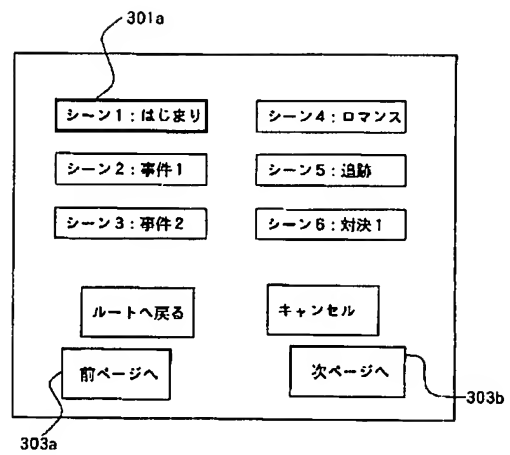 301a
シーン1:はじまり
シーン4:ロマンス
シーン2:事件1
シーン5:追跡
シーン3:事件2
シーン6:対決1
ルートへ戻る
キャンセル
前ページへ
次ページへ
303b
303a